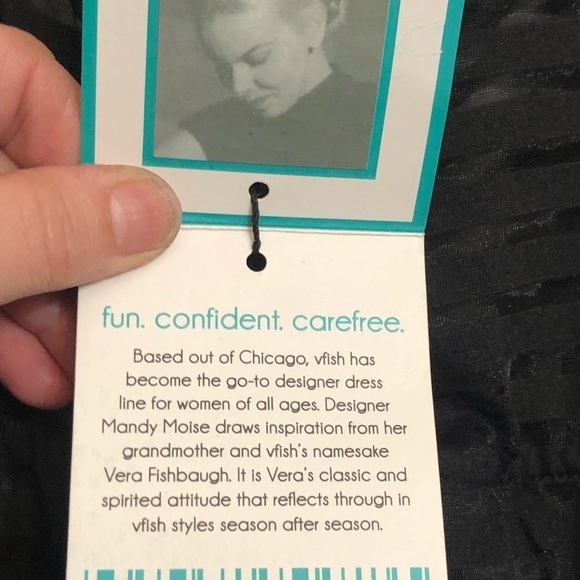 fun. confident. carefree.
Based out of Chicago, vfish has
become the go-to designer dress
line for women of all ages. Designer
Mandy Moise draws inspiration from her
grandmother and vfish's namesake
Vera Fishbaugh. It is Vera's classic and
spirited attitude that reflects through in
vfish styles season after season.